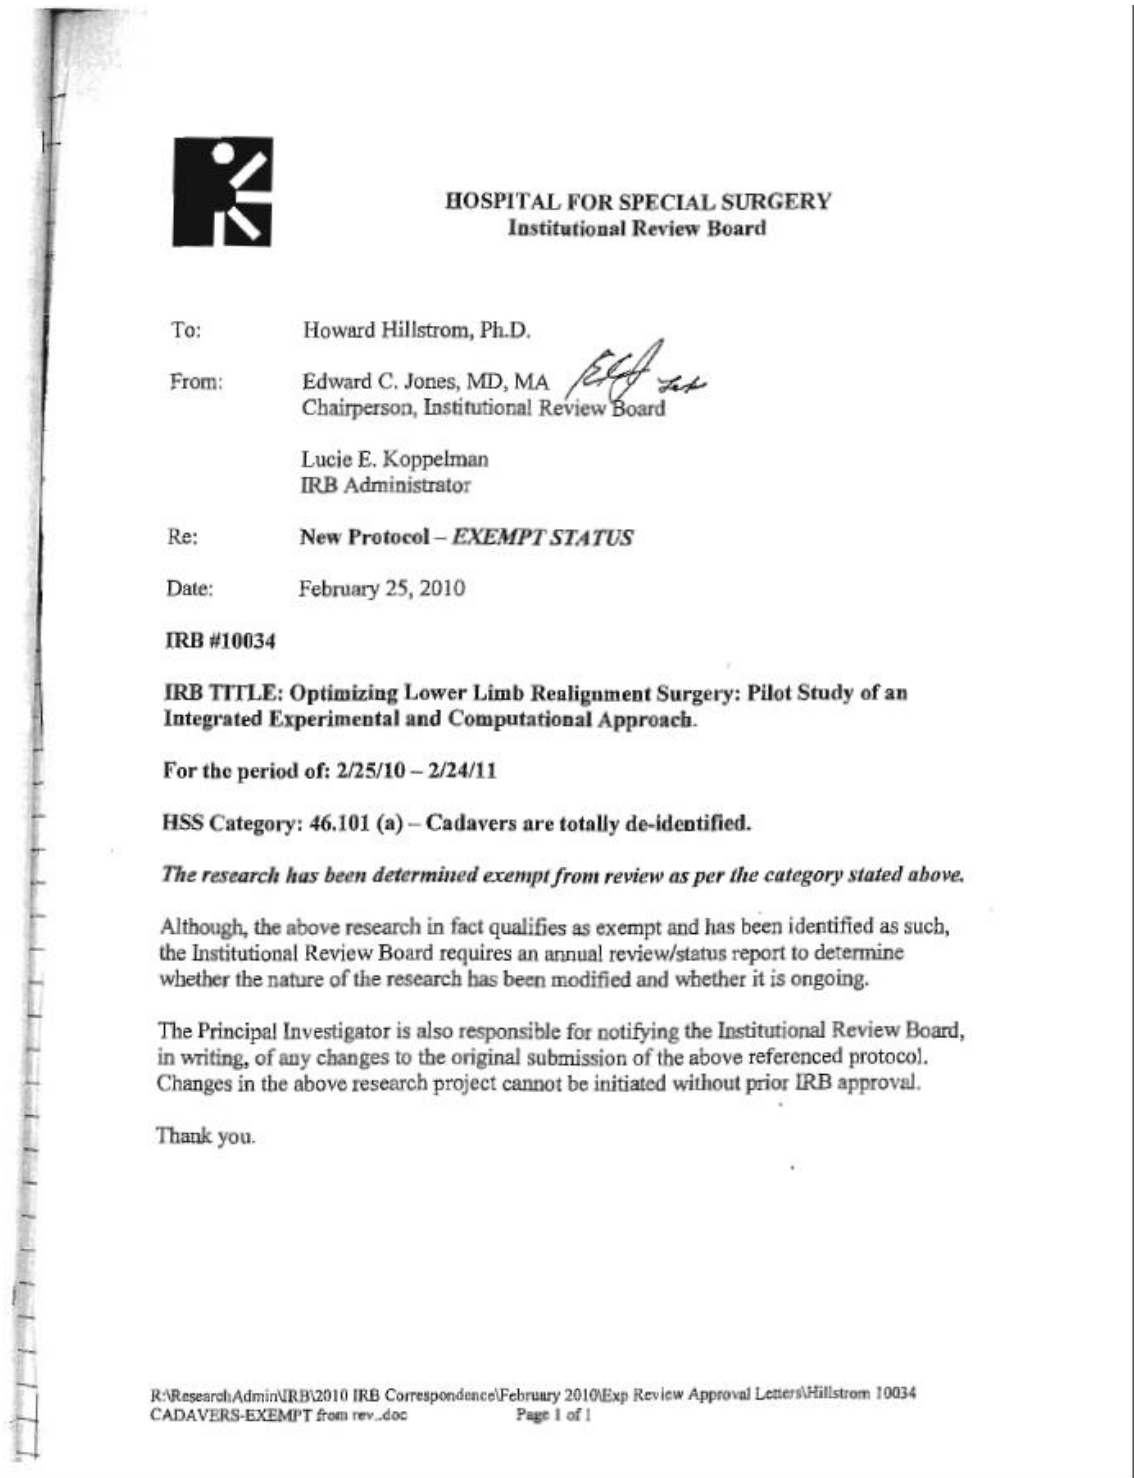 HOSPITAL FOR SPECIAL SURGERY
Institutional Review Board
To: Howard Hillstrom, Ph.D.
From: Edward C. Jones, MD, MA
Chairperson, Institutional Review Board
Lucie E. Koppelman
IRB Administrator
Re: New Protocol – EXEMPT STATUS
Date: February 25, 2010
IRB #10034
IRB TITLE: Optimizing Lower Limb Realignment Surgery: Pilot Study of an
Integrated Experimental and Computational Approach.
For the period of: 2/25/10 – 2/24/11
HSS Category: 46.101 (a) – Cadavers are totally de-identified.
The research has been determined exempt from review as per the category stated above.
Although, the above research in fact qualifies as exempt and has been identified as such,
the Institutional Review Board requires an annual review/status report to determine
whether the nature of the research has been modified and whether it is ongoing.
The Principal Investigator is also responsible for notifying the Institutional Review Board,
in writing, of any changes to the original submission of the above referenced protocol.
Changes in the above research project cannot be initiated without prior IRB approval.
Thank you.
R:\ResearchAdmin\IRB\2010 IRB Correspondence\February 2010\Exp Review Approval Letters\Hillstrom 10034
CADAVERS-EXEMPT from rev..doc Page 1 of 1